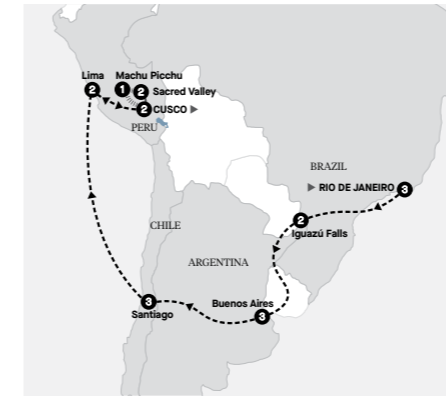 Lima
Machu Picchu
2
1
2
Sacred Valley
2
CUSCO
PERU
BRAZIL
RIO DE JANEIRO
3
2
Iguazú Falls
CHILE
ARGENTINA
3
Santiago
Buenos Aires
3